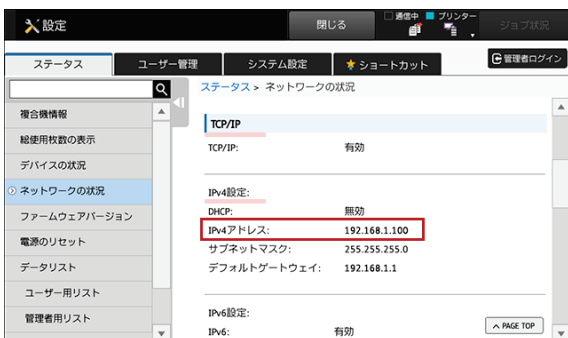 設定
閉じる
通信中
プリンター
ジョブ状況
ステータス
ユーザー管理
システム設定
ショートカット
管理者ログイン
ステータス > ネットワークの状況
複合機情報
総使用枚数の表示
デバイスの状況
ネットワークの状況
ファームウェアバージョン
電源のリセット
データリスト
ユーザー用リスト
管理者用リスト
TCP/IP
TCP/IP: 有効
IPv4設定:
DHCP: 無効
IPv4アドレス: 192.168.1.100
サブネットマスク: 255.255.255.0
デフォルトゲートウェイ: 192.168.1.1
IPv6設定:
IPv6: 有効
PAGE TOP